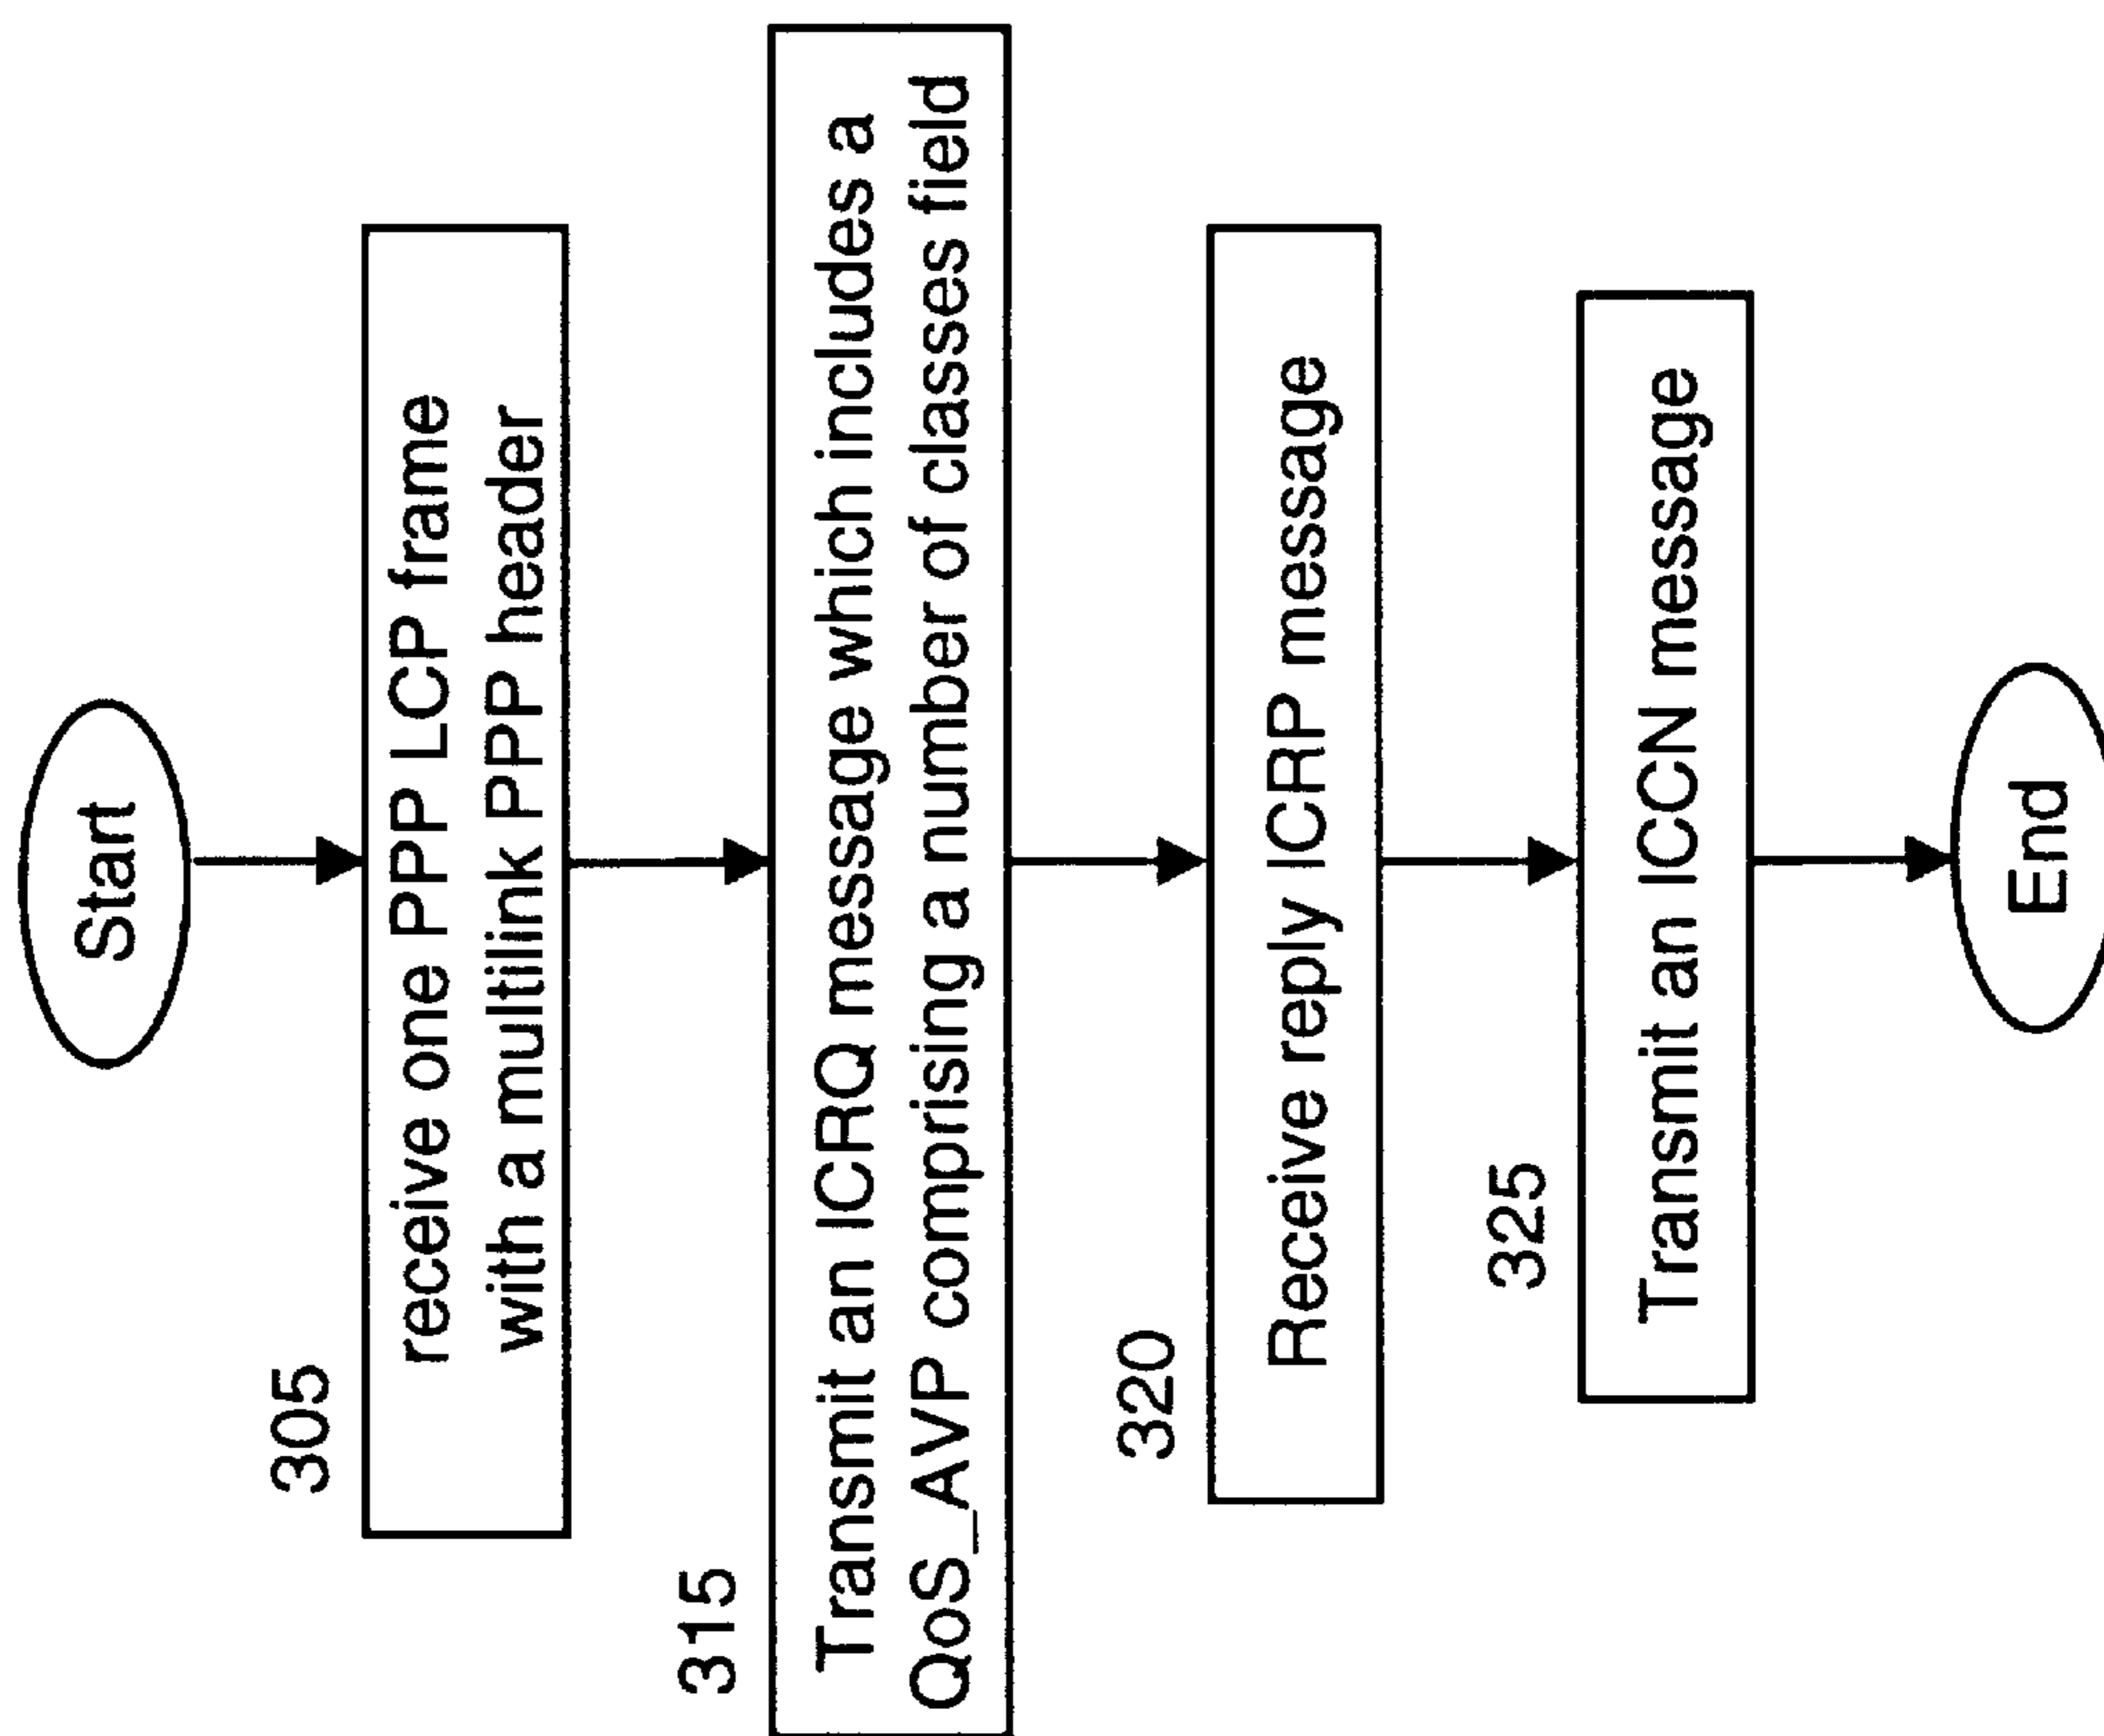 Start
305
receive one PPP LCP frame
with a multilink PPP header
315
Transmit an ICRQ message which includes a
QoS_AVP comprising a number of classes field
320
Receive reply ICRP message
325
Transmit an ICCN message
End